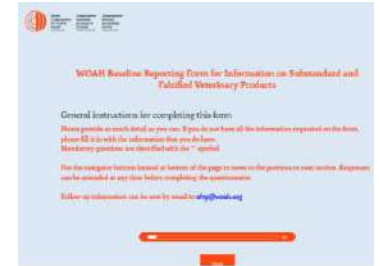 WOAH Baseline Reporting Form for Information on Substandard and
Falsified Veterinary Products
General instructions for completing this form
Please provide as much detail as you can. If you do not have all the information requested on the form,
please fill it in with the information that you do have.
Mandatory questions are identified with the "*" symbol
Use the navigator buttons located at bottom of the page to move to the previous or next section. Responses
can be amended at any time before completing the questionnaire.
Follow-up information can be sent by email to